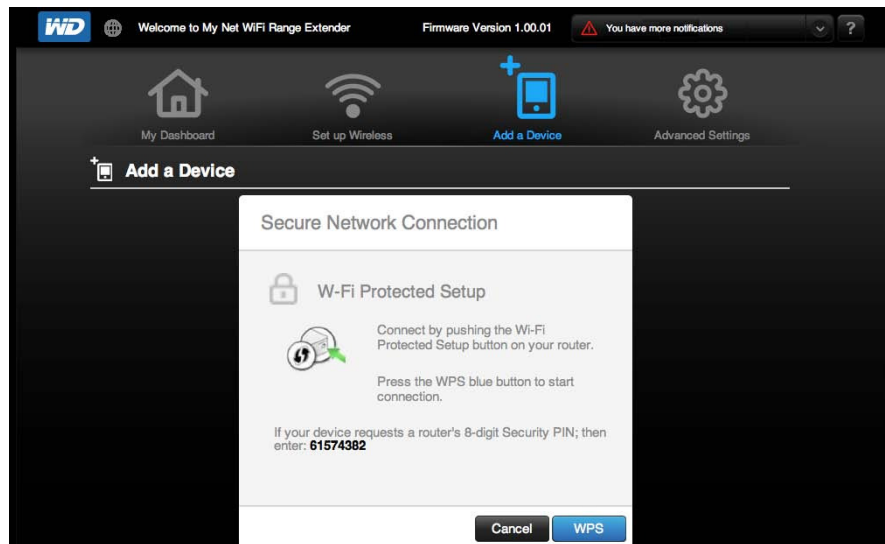 WD Welcome to My Net WiFi Range Extender Firmware Version 1.00.01 You have more notifications ?
My Dashboard Set up Wireless Add a Device Advanced Settings
Add a Device
Secure Network Connection
W-Fi Protected Setup
Connect by pushing the Wi-Fi
Protected Setup button on your router.
Press the WPS blue button to start
connection.
If your device requests a router's 8-digit Security PIN; then
enter: 61574382
Cancel WPS